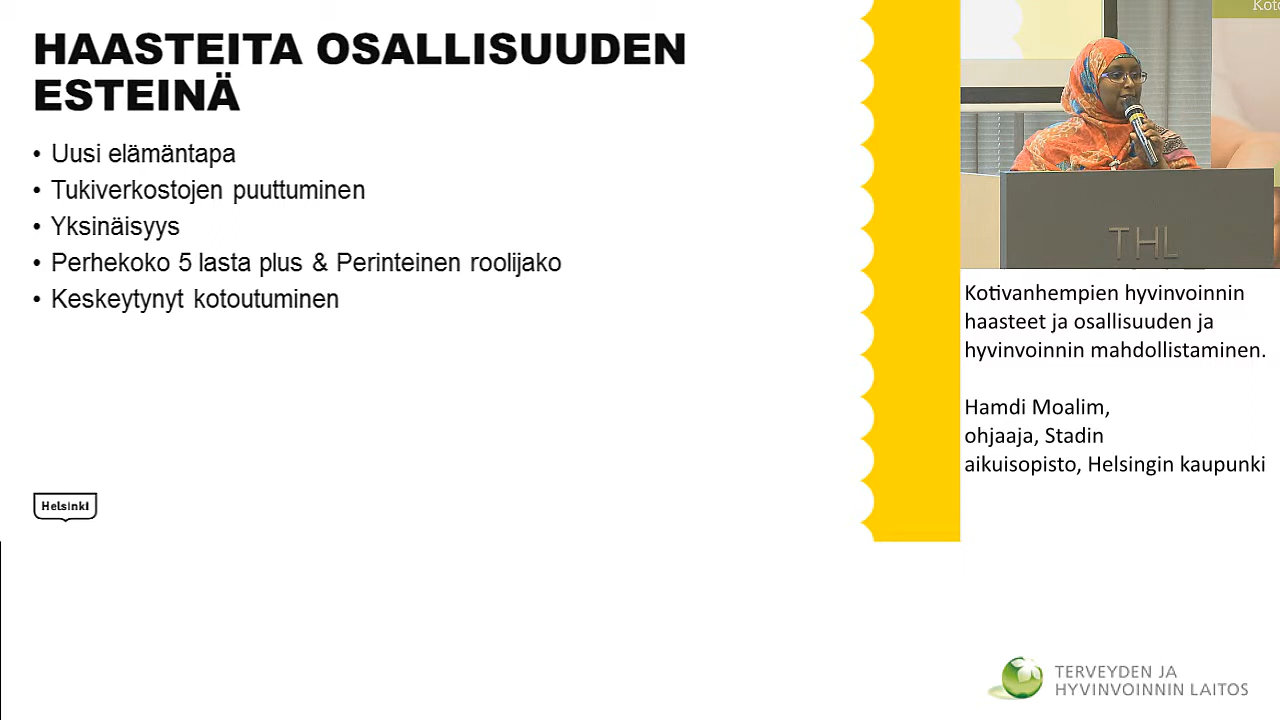 HAASTEITA OSALLISUUDEN
ESTEINÄ
• Uusi elämäntapa
• Tukiverkostojen puuttuminen
• Yksinäisyys
• Perhekoko 5 lasta plus & Perinteinen roolijako
• Keskeytynyt kotoutuminen
Helsinki
THL
Kotivanhempien hyvinvoinnin
haasteet ja osallisuuden ja
hyvinvoinnin mahdollistaminen.
Hamdi Moalim,
ohjaaja, Stadin
aikuisopisto, Helsingin kaupunki
TERVEYDEN JA
HYVINVOINNIN LAITOS